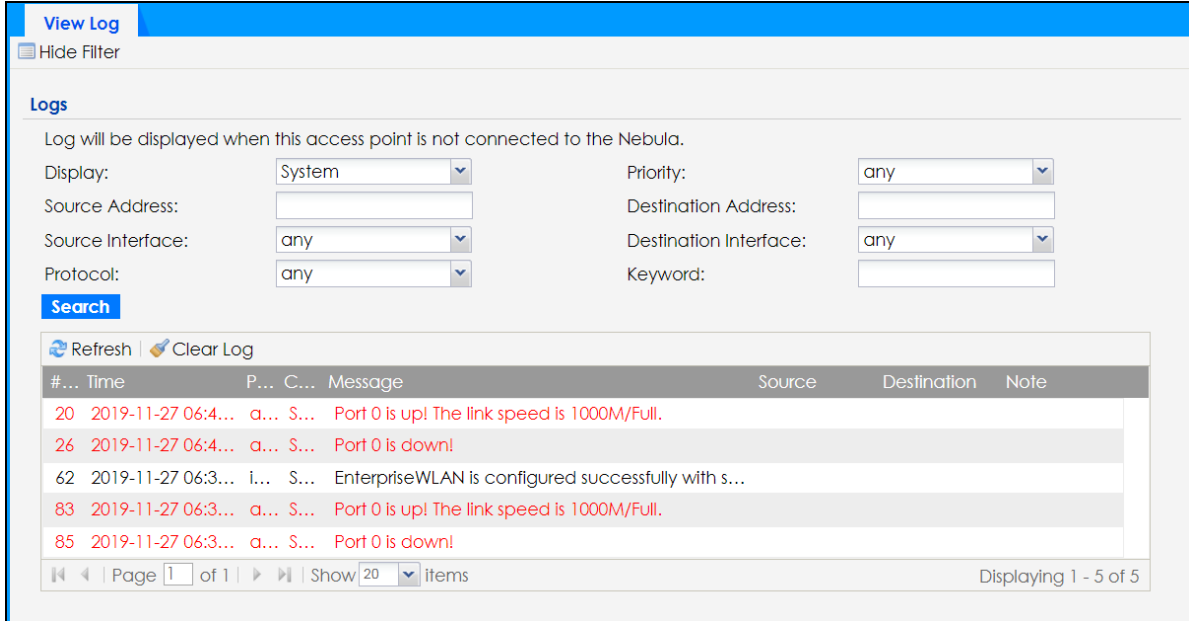 View Log
Hide Filter
Logs
Log will be displayed when this access point is not connected to the Nebula.
Display: System Priority: any
Source Address: Destination Address:
Source Interface: any Destination Interface: any
Protocol: any Keyword:
Search
Refresh Clear Log
#... Time P... C... Message Source Destination Note
20 2019-11-27 06:4... a... S... Port 0 is up! The link speed is 1000M/Full.
26 2019-11-27 06:4... a... S... Port 0 is down!
62 2019-11-27 06:3... i... S... EnterpriseWLAN is configured successfully with s...
83 2019-11-27 06:3... a... S... Port 0 is up! The link speed is 1000M/Full.
85 2019-11-27 06:3... a... S... Port 0 is down!
Page 1 of 1 Show 20 items Displaying 1 - 5 of 5